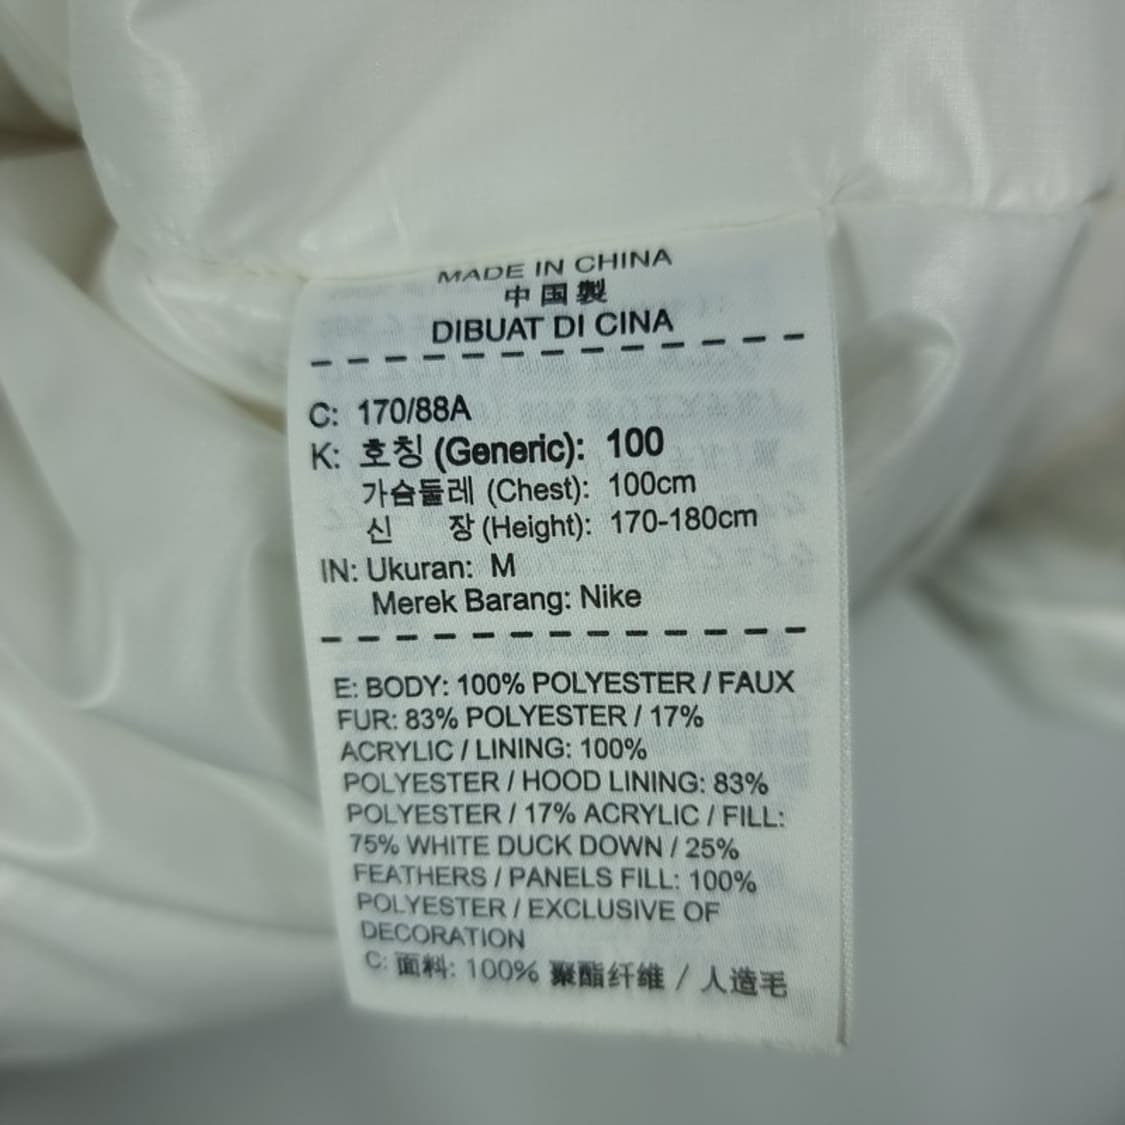 MADE IN CHINA
中国製
DIBUAT DI CINA
C: 170/88A
K: 호칭 (Generic): 100
가슴둘레 (Chest): 100cm
신 장 (Height): 170-180cm
IN: Ukuran: M
Merek Barang: Nike
E: BODY: 100% POLYESTER / FAUX
FUR: 83% POLYESTER / 17%
ACRYLIC / LINING: 100%
POLYESTER / HOOD LINING: 83%
POLYESTER / 17% ACRYLIC / FILL:
75% WHITE DUCK DOWN / 25%
FEATHERS / PANELS FILL: 100%
POLYESTER / EXCLUSIVE OF
DECORATION
C: 面料: 100% 聚酯纤维 / 人造毛